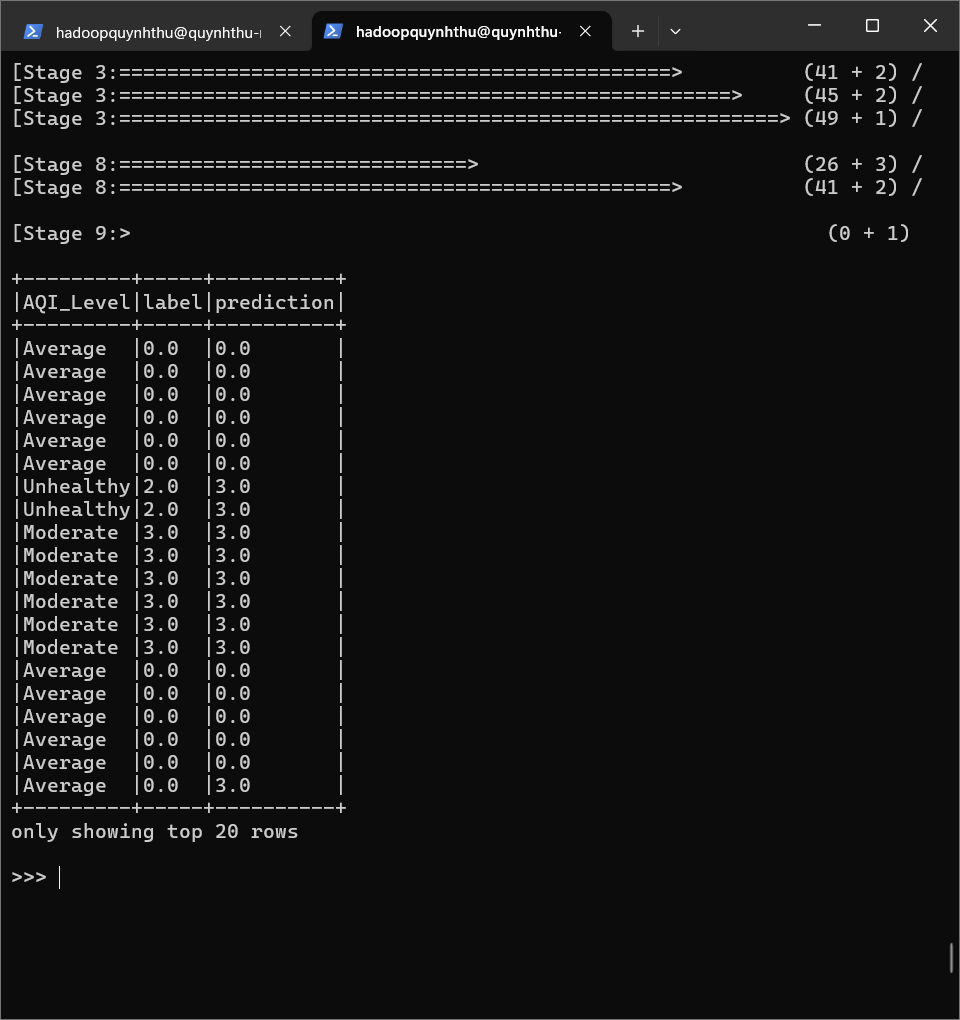 hadoopquynhthu@quynhthu-
hadoopquynhthu@quynhthu-
[Stage 3:==============================================>          (41 + 2) /
[Stage 3:===================================================>     (45 + 2) /
[Stage 3:=======================================================> (49 + 1) /
[Stage 8:=============================>                           (26 + 3) /
[Stage 8:==============================================>          (41 + 2) /
[Stage 9:>                                                          (0 + 1)
+---------+-----+----------+
|AQI_Level|label|prediction|
+---------+-----+----------+
|Average  |0.0  |0.0       |
|Average  |0.0  |0.0       |
|Average  |0.0  |0.0       |
|Average  |0.0  |0.0       |
|Average  |0.0  |0.0       |
|Average  |0.0  |0.0       |
|Unhealthy|2.0  |3.0       |
|Unhealthy|2.0  |3.0       |
|Moderate |3.0  |3.0       |
|Moderate |3.0  |3.0       |
|Moderate |3.0  |3.0       |
|Moderate |3.0  |3.0       |
|Moderate |3.0  |3.0       |
|Moderate |3.0  |3.0       |
|Average  |0.0  |0.0       |
|Average  |0.0  |0.0       |
|Average  |0.0  |0.0       |
|Average  |0.0  |0.0       |
|Average  |0.0  |0.0       |
|Average  |0.0  |3.0       |
+---------+-----+----------+
only showing top 20 rows
>>>